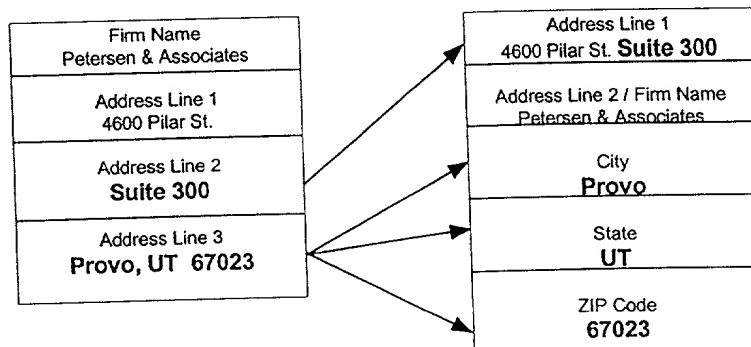 Firm Name
Petersen & Associates
Address Line 1
4600 Pilar St.
Address Line 2
Suite 300
Address Line 3
Provo, UT 67023
Address Line 1
4600 Pilar St. Suite 300
Address Line 2 / Firm Name
Petersen & Associates
City
Provo
State
UT
ZIP Code
67023